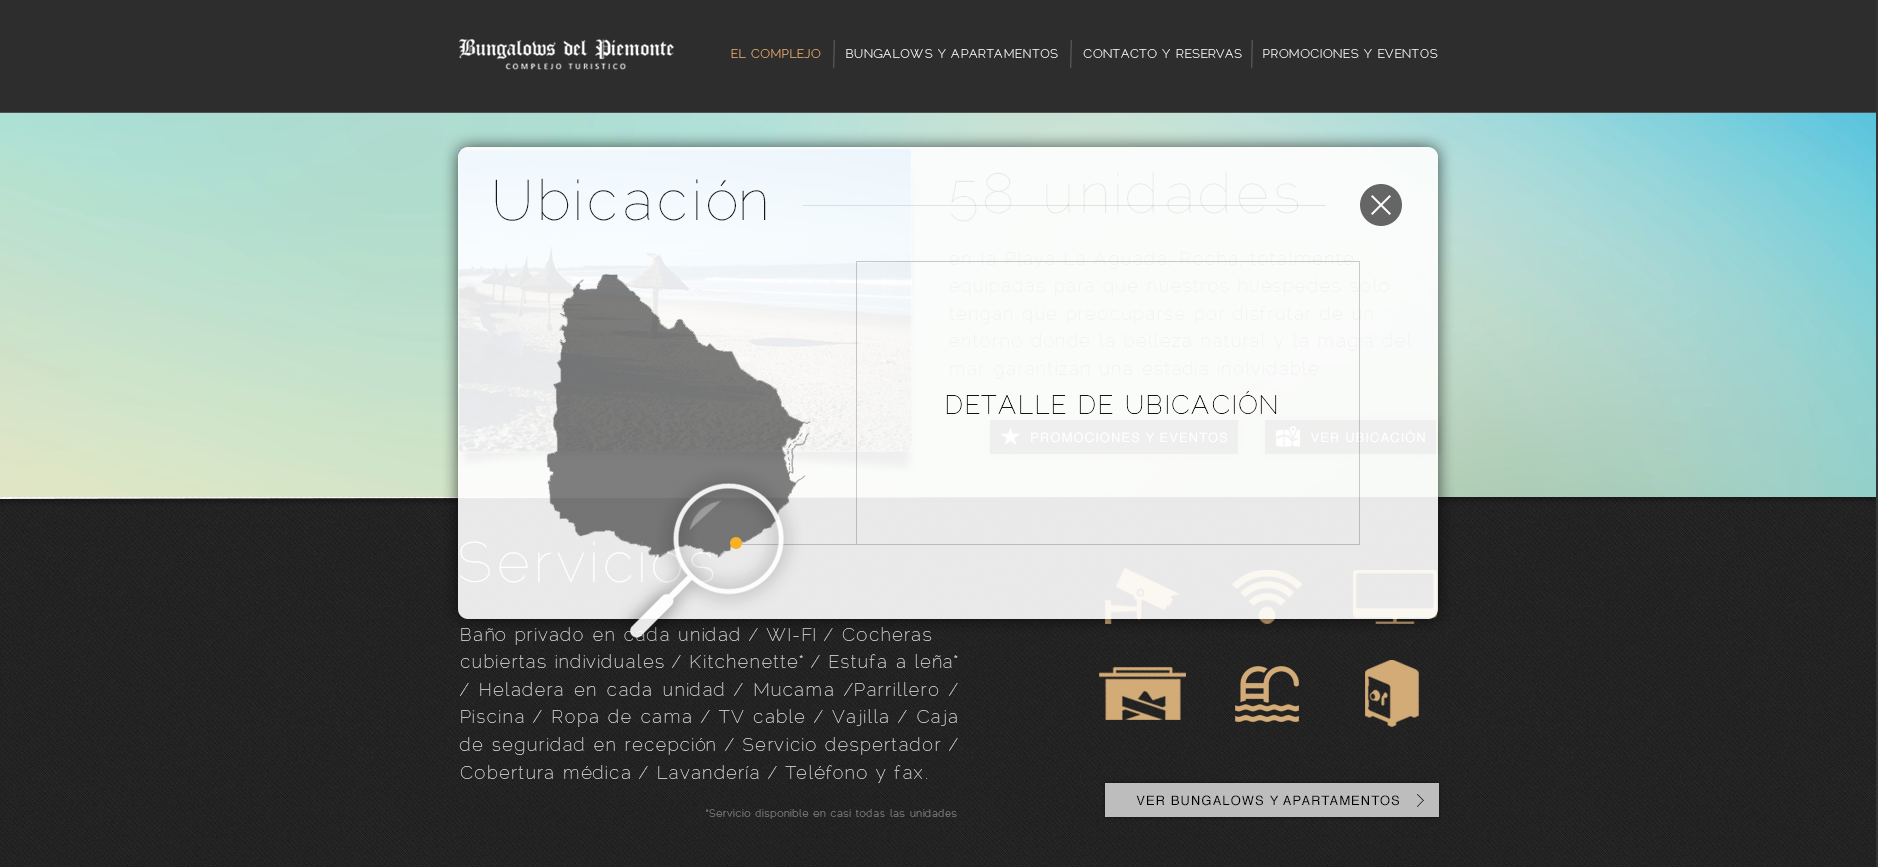 Bungalows del Piemonte
COMPLEJO TURISTICO
EL COMPLEJO
BUNGALOWS Y APARTAMENTOS
CONTACTO Y RESERVAS
PROMOCIONES Y EVENTOS
Ubicación
58 unidades
en la Playa La Aguada, Rocha, totalmente
equipadas para que nuestros huéspedes solo
tengan que preocuparse por disfrutar de un
entorno donde la belleza natural y la magia del
mar garantizan una estadía inolvidable.
DETALLE DE UBICACIÓN
PROMOCIONES Y EVENTOS
VER UBICACIÓN
Servicios
Baño privado en cada unidad / WI-FI / Cocheras
cubiertas individuales / Kitchenette* / Estufa a leña*
/ Heladera en cada unidad / Mucama /Parrillero /
Piscina / Ropa de cama / TV cable / Vajilla / Caja
de seguridad en recepción / Servicio despertador /
Cobertura médica / Lavandería / Teléfono y fax.
*Servicio disponible en casi todas las unidades
VER BUNGALOWS Y APARTAMENTOS